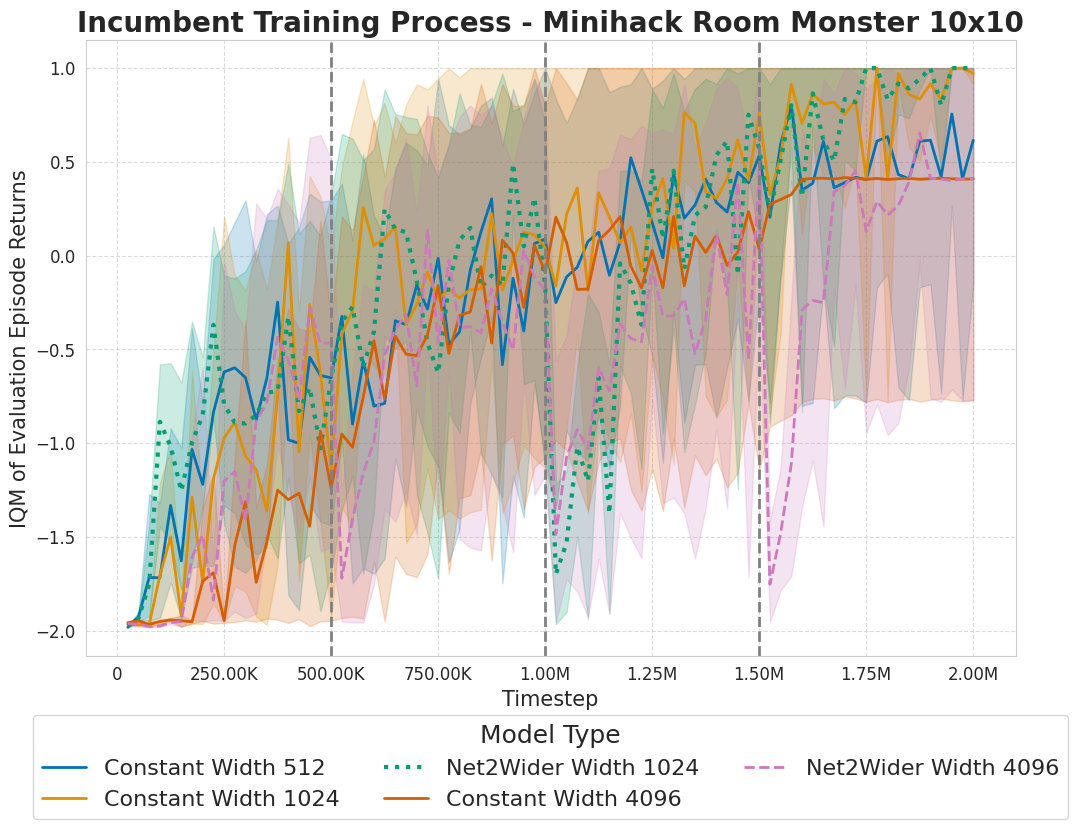 Incumbent Training Process - Minihack Room Monster 10x10
IQM of Evaluation Episode Returns
1.0
0.5
0.0
−0.5
−1.0
−1.5
−2.0
0 250.00K 500.00K 750.00K 1.00M 1.25M 1.50M 1.75M 2.00M
Timestep
Model Type
Constant Width 512 Net2Wider Width 1024 Net2Wider Width 4096
Constant Width 1024 Constant Width 4096